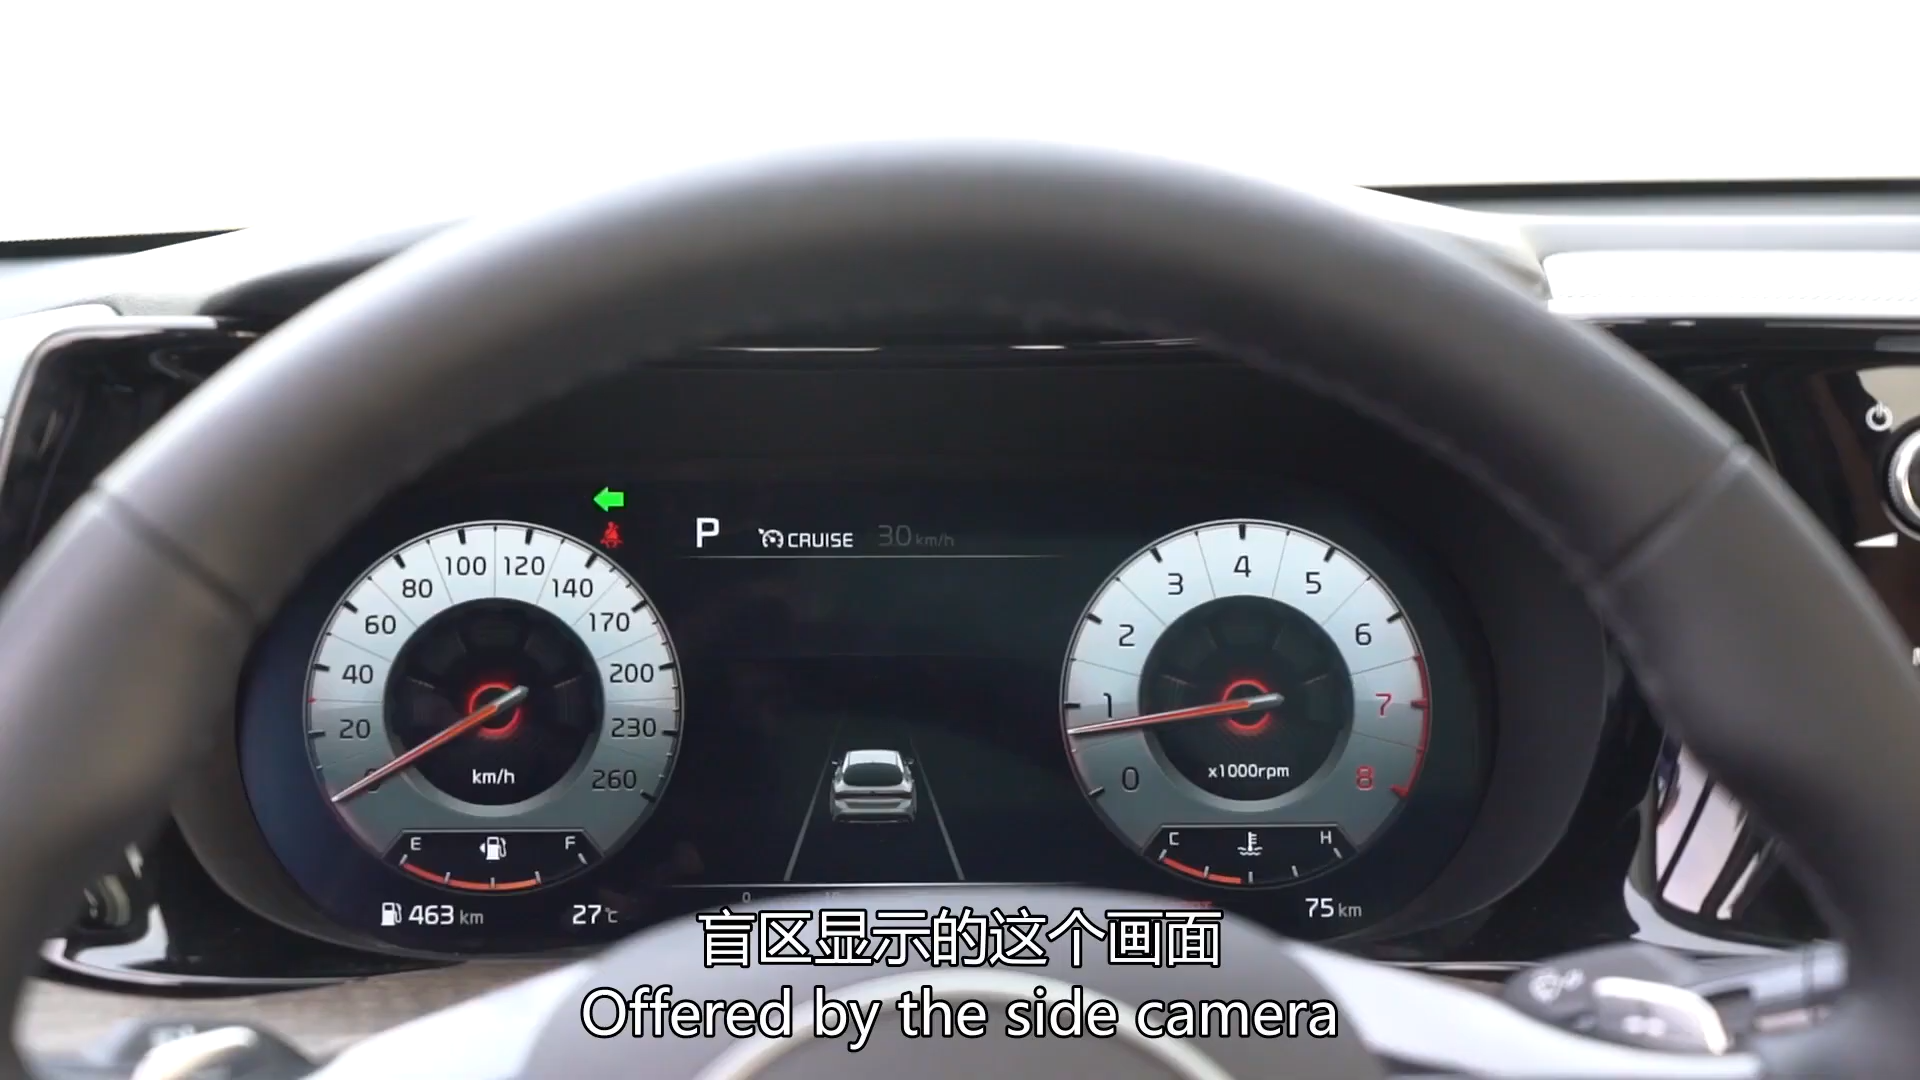 P CRUISE 30km/h
100 120
80 140
60 170
40 200
20 230
260
km/h
E F
463 km 27℃
4
3 5
2 6
1 7
0 8
x1000rpm
C H
75 km
盲区显示的这个画面
Offered by the side camera